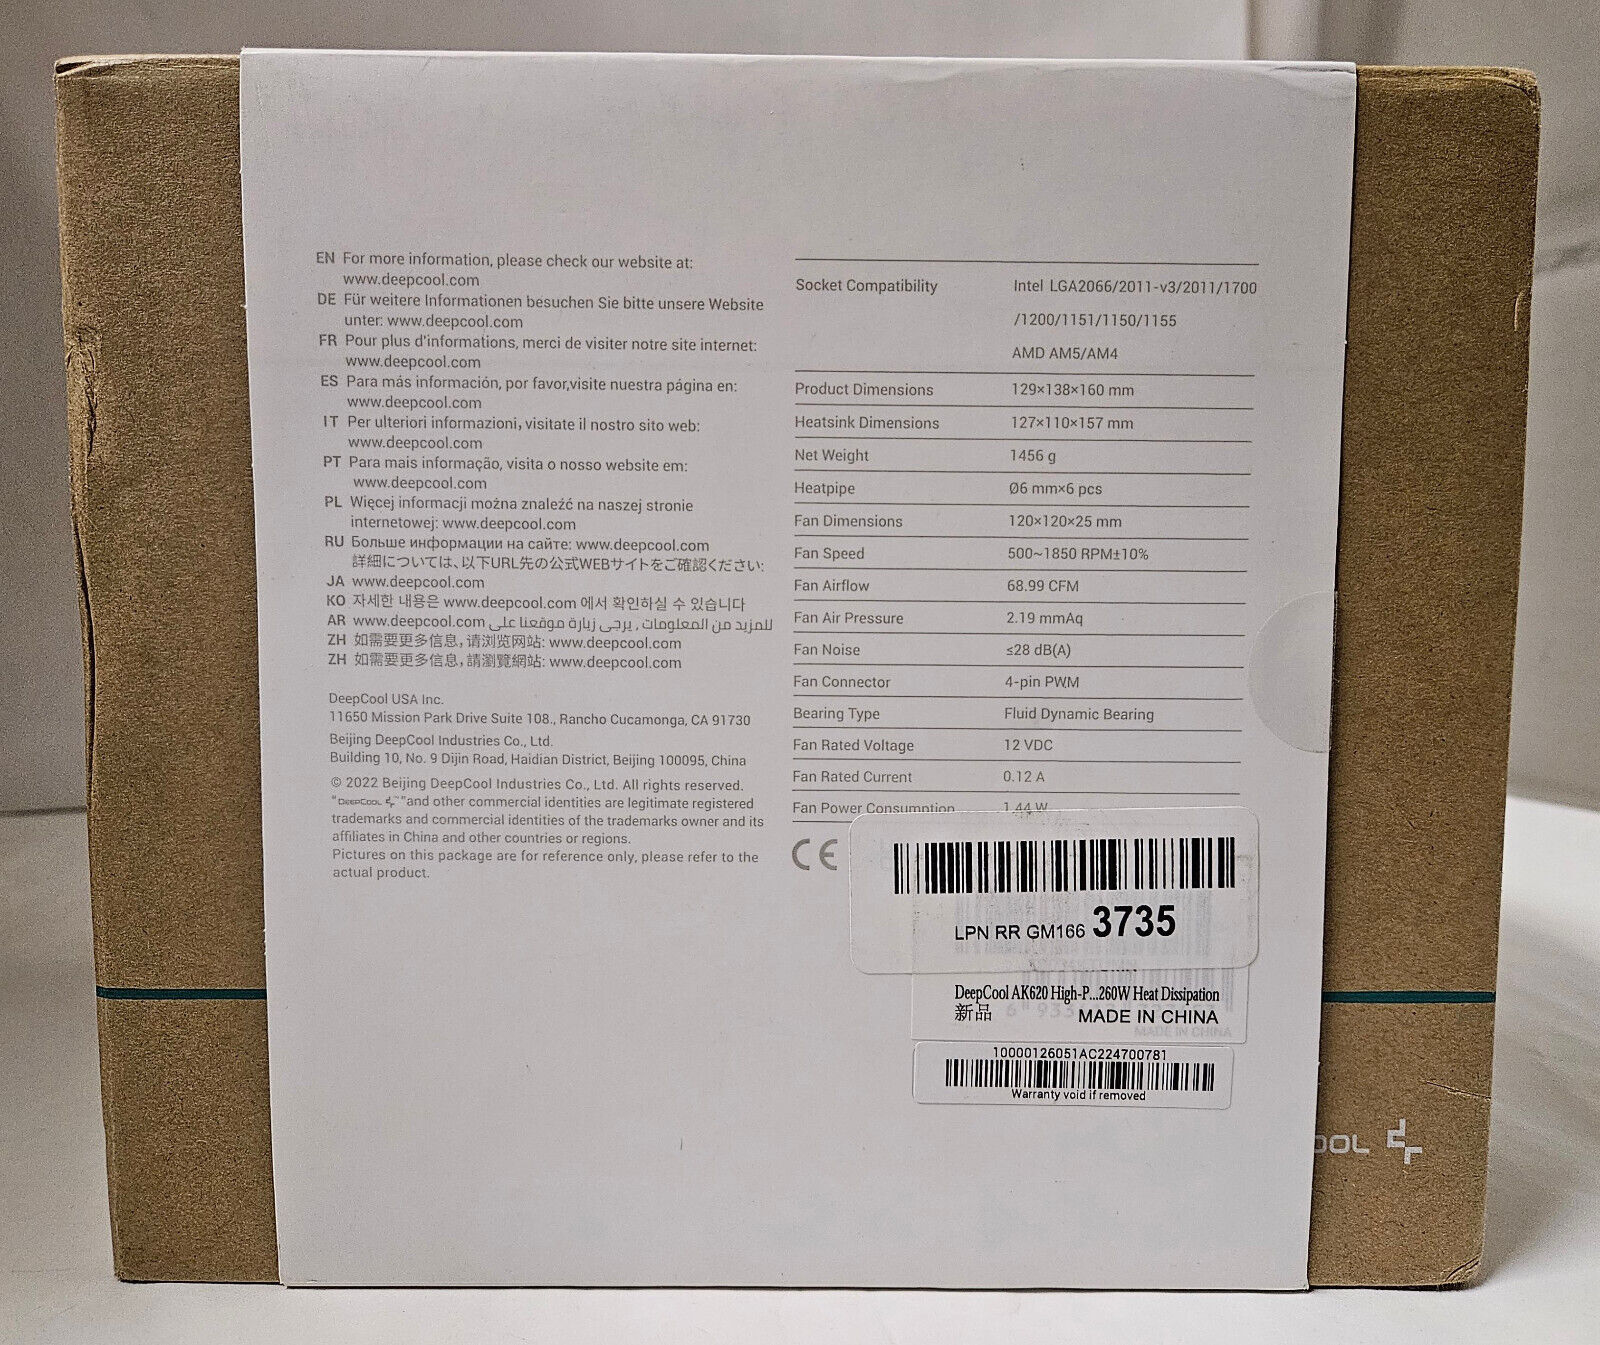 EN For more information, please check our website at:
www.deepcool.com
DE Für weitere Informationen besuchen Sie bitte unsere Website
unter: www.deepcool.com
FR Pour plus d'informations, merci de visiter notre site internet:
www.deepcool.com
ES Para más información, por favor,visite nuestra página en:
www.deepcool.com
IT Per ulteriori informazioni, visitate il nostro sito web:
www.deepcool.com
PT Para mais informação, visita o nosso website em:
www.deepcool.com
PL Więcej informacji można znaleźć na naszej stronie
internetowej: www.deepcool.com
RU Больше информации на сайте: www.deepcool.com
詳細については、以下URL先の公式WEBサイトをご確認ください:
JA www.deepcool.com
KO 자세한 내용은 www.deepcool.com 에서 확인하실 수 있습니다
AR للمزيد من المعلومات , يرجى زيارة موقعنا على www.deepcool.com
ZH 如需要更多信息,请浏览网站: www.deepcool.com
ZH 如需要更多信息,請瀏覽網站: www.deepcool.com
DeepCool USA Inc.
11650 Mission Park Drive Suite 108., Rancho Cucamonga, CA 91730
Beijing DeepCool Industries Co., Ltd.
Building 10, No. 9 Dijin Road, Haidian District, Beijing 100095, China
© 2022 Beijing DeepCool Industries Co., Ltd. All rights reserved.
"DEEPCOOL" and other commercial identities are legitimate registered
trademarks and commercial identities of the trademarks owner and its
affiliates in China and other countries or regions.
Pictures on this package are for reference only, please refer to the
actual product.
Socket Compatibility Intel LGA2066/2011-v3/2011/1700
/1200/1151/1150/1155
AMD AM5/AM4
Product Dimensions 129×138×160 mm
Heatsink Dimensions 127×110×157 mm
Net Weight 1456 g
Heatpipe Ø6 mm×6 pcs
Fan Dimensions 120×120×25 mm
Fan Speed 500~1850 RPM±10%
Fan Airflow 68.99 CFM
Fan Air Pressure 2.19 mmAq
Fan Noise ≤28 dB(A)
Fan Connector 4-pin PWM
Bearing Type Fluid Dynamic Bearing
Fan Rated Voltage 12 VDC
Fan Rated Current 0.12 A
Fan Power Consumption 1.44 W
CE
LPN RR GM166 3735
DeepCool AK620 High-P...260W Heat Dissipation
新品 MADE IN CHINA
MADE IN CHINA
10000126051AC224700781
Warranty void if removed
OOL